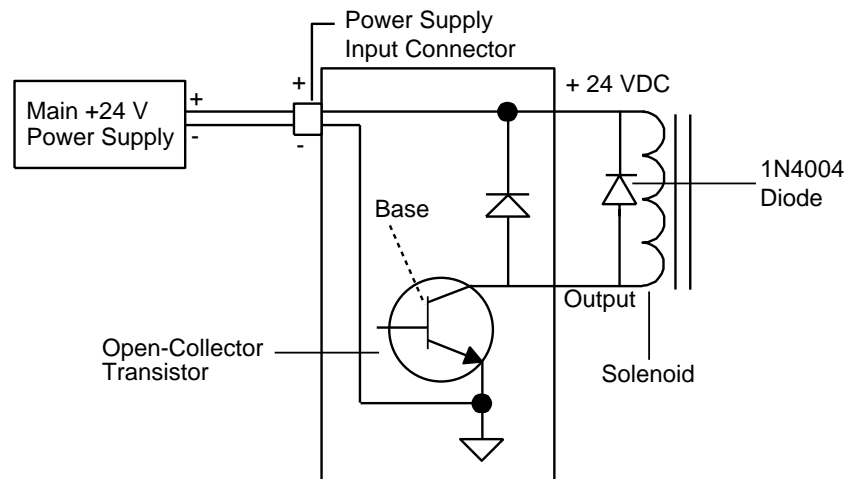 Power Supply
Input Connector
+ 24 VDC
Main +24 V
Power Supply
+
-
+
-
1N4004
Diode
Base
Output
Open-Collector
Transistor
Solenoid